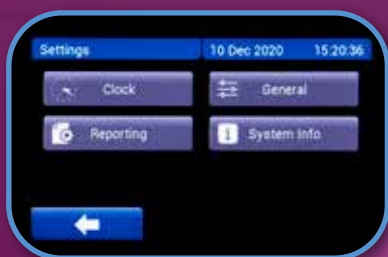 Settings 10 Dec 2020 15:20:36
Clock General
Reporting System Info